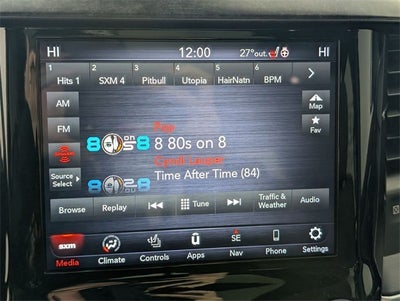 HI 12:00 27°out. HI
1 2 3 4 5 6
Hits 1 SXM 4 Pitbull Utopia HairNatn BPM
AM
Map
FM
Fav
Pop
8 80s on 8
Cyndi Lauper
Time After Time (84)
Source Select
Browse Replay Tune Traffic & Weather Audio
sxm
Media Climate Controls Apps Nav Phone Settings
SE